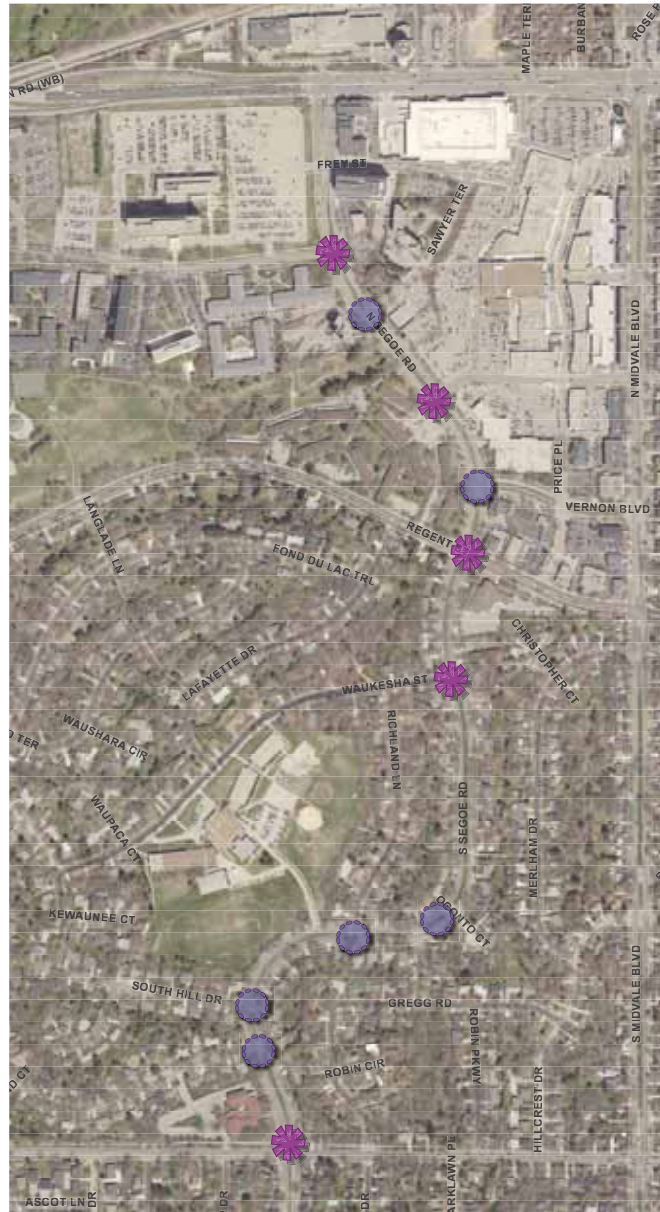 MAPLE TER
BURBAN
ROSE P
N RD (WB)
FREY ST
SAWYER TER
N SEGOE RD
N MIDVALE BLVD
PRICE PL
VERNON BLVD
LANGLADE LN
REGENT
FOND DU LAC TRL
CHRISTOPHER CT
LAFAYETTE DR
WAUKESHA ST
WAUSHARA CIR
O TER
RICHLAND LN
S SEGOE RD
WAUPACA CT
MERLHAM DR
KEWAUNEE CT
OCONTO CT
SOUTH HILL DR
GREGG RD
S MIDVALE BLVD
ROBIN PKWY
ROBIN CIR
HILLCREST DR
D CT
ARKLAWN PL
ASCOT LN
DR
DR
DR